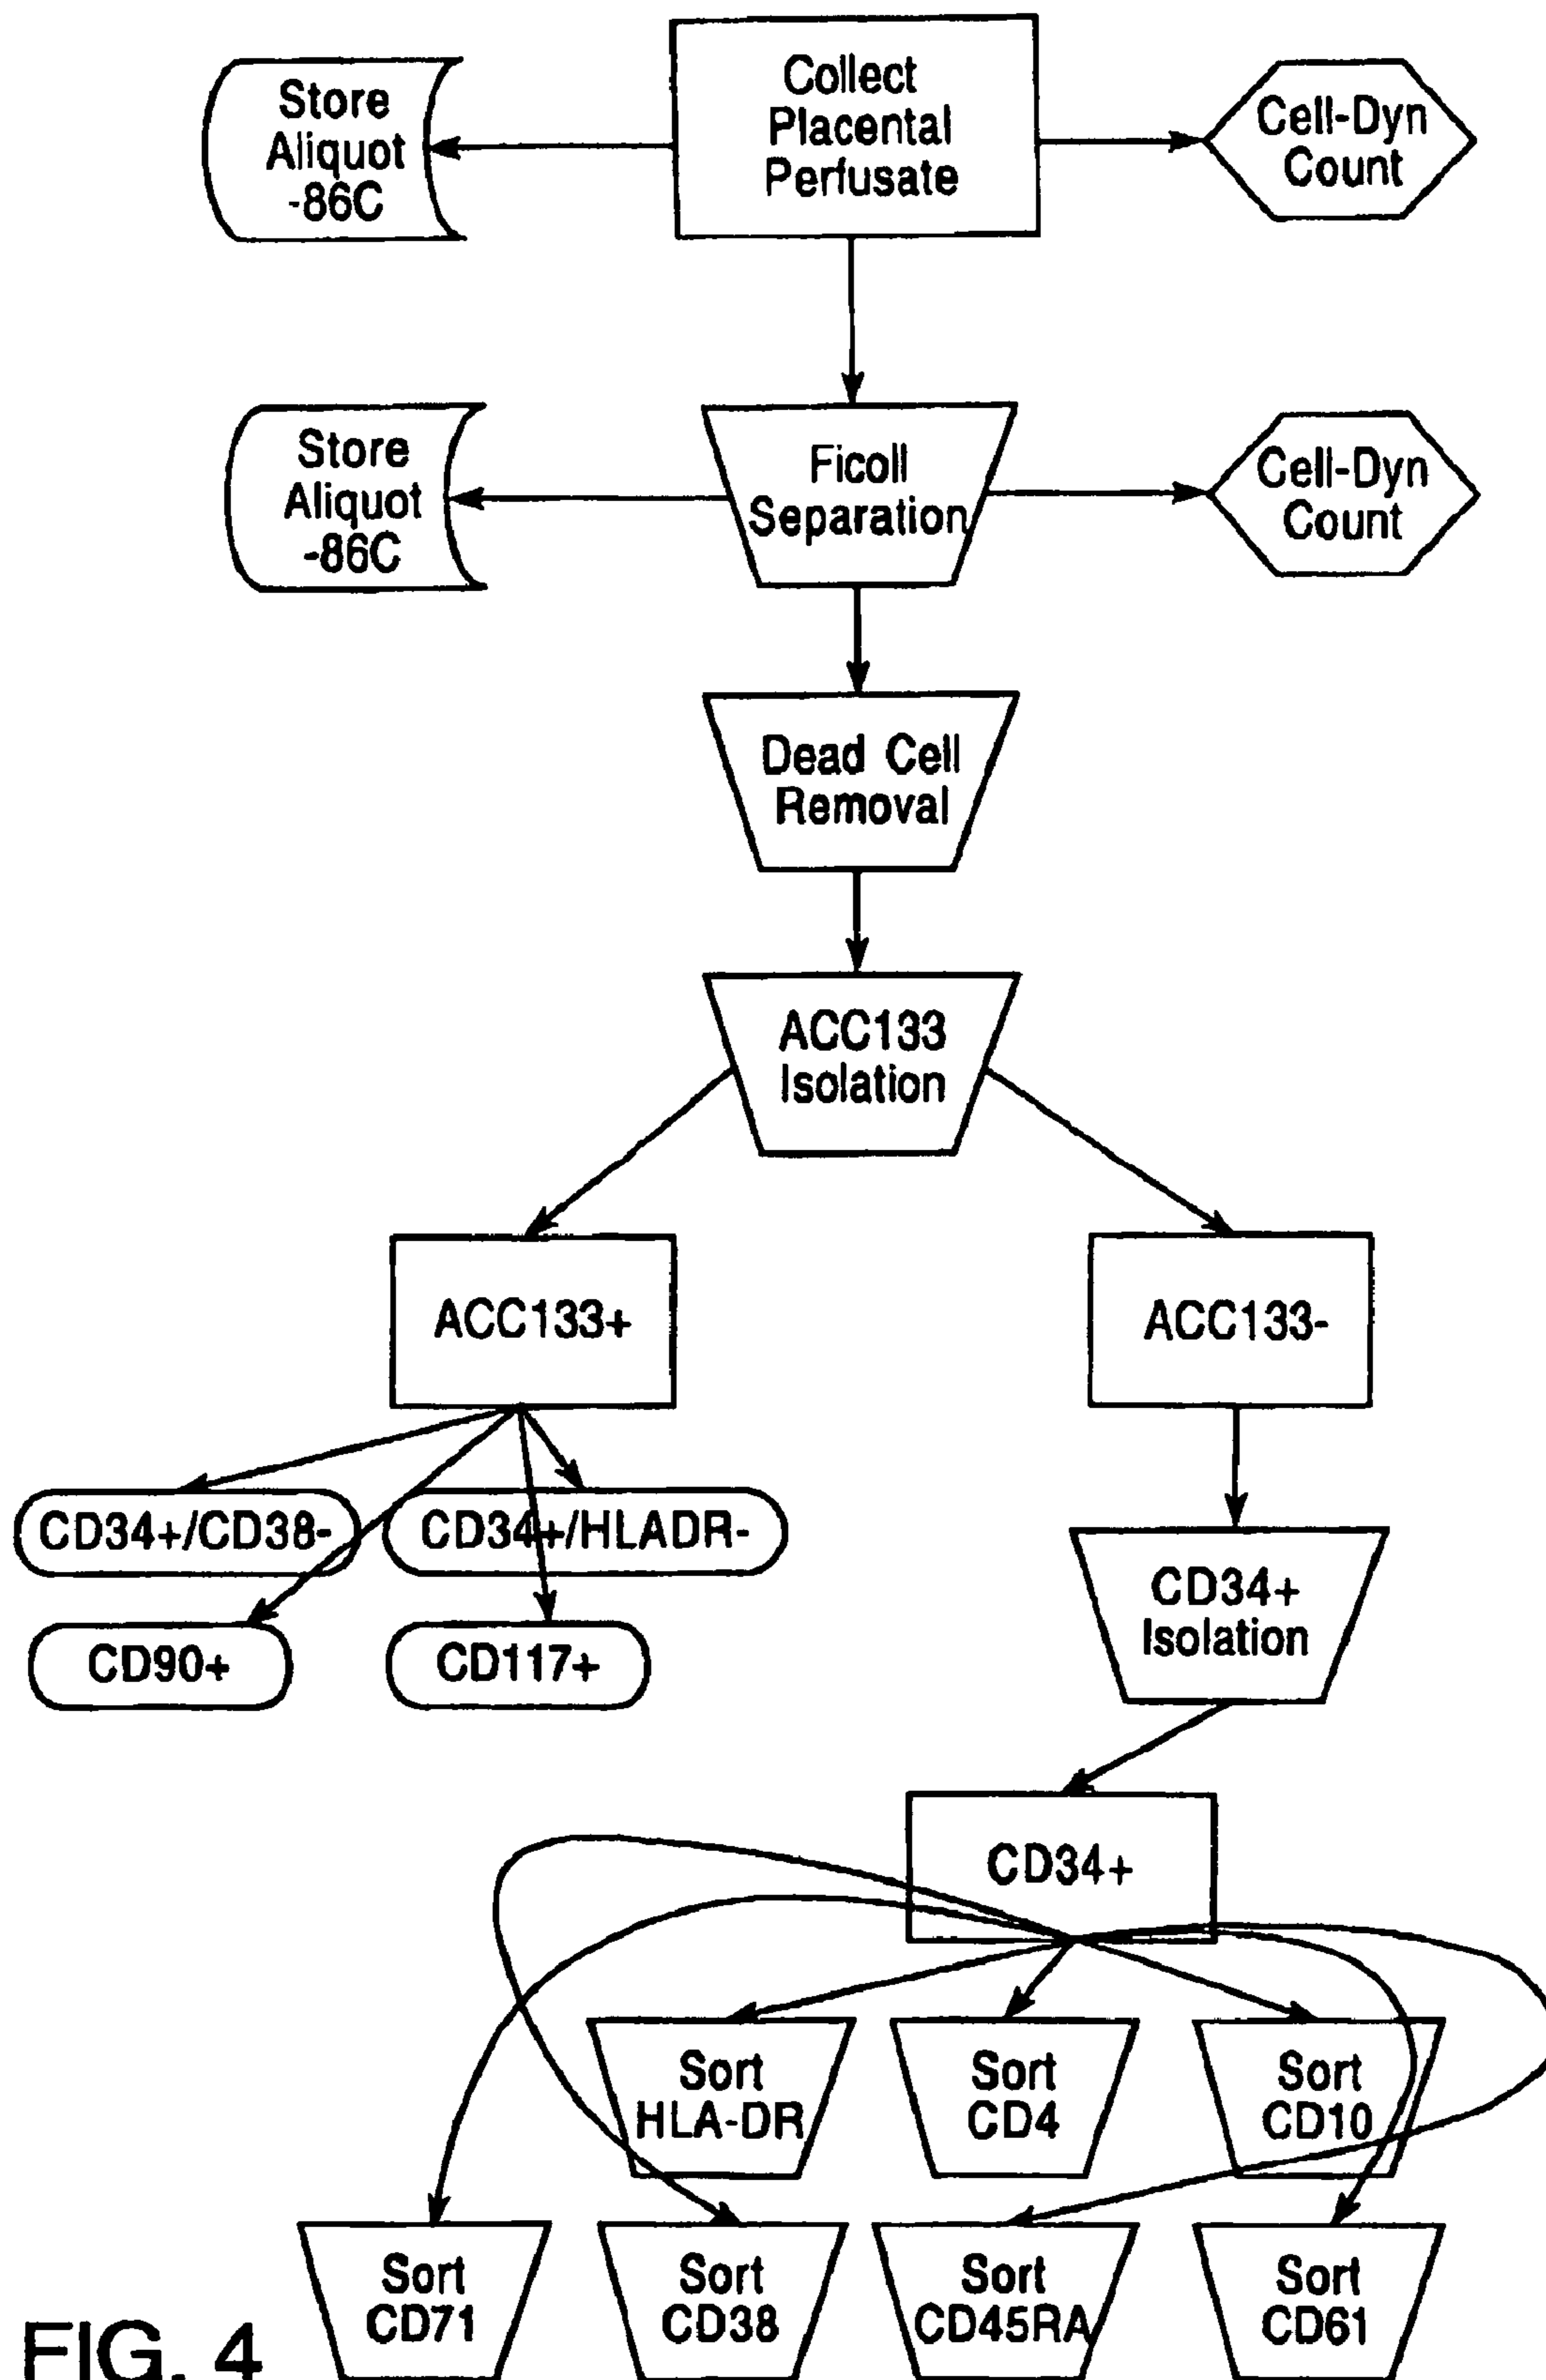 Store
Aliquot
-86C
Collect
Placental
Perfusate
Cell-Dyn
Count
Store
Aliquot
-86C
Ficoll
Separation
Cell-Dyn
Count
Dead Cell
Removal
ACC133
Isolation
ACC133+
ACC133-
CD34+/CD38-
CD34+/HLADR-
CD90+
CD117+
CD34+
Isolation
CD34+
Sort
HLA-DR
Sort
CD4
Sort
CD10
Sort
CD71
Sort
CD38
Sort
CD45RA
Sort
CD61
FIG. 4